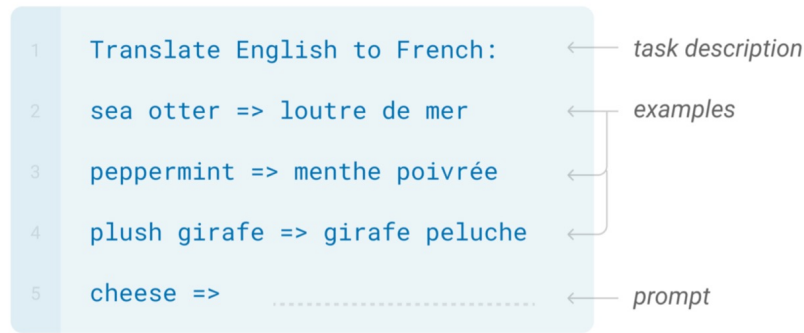 1 Translate English to French: task description
2 sea otter => loutre de mer examples
3 peppermint => menthe poivrée
4 plush girafe => girafe peluche
5 cheese => prompt